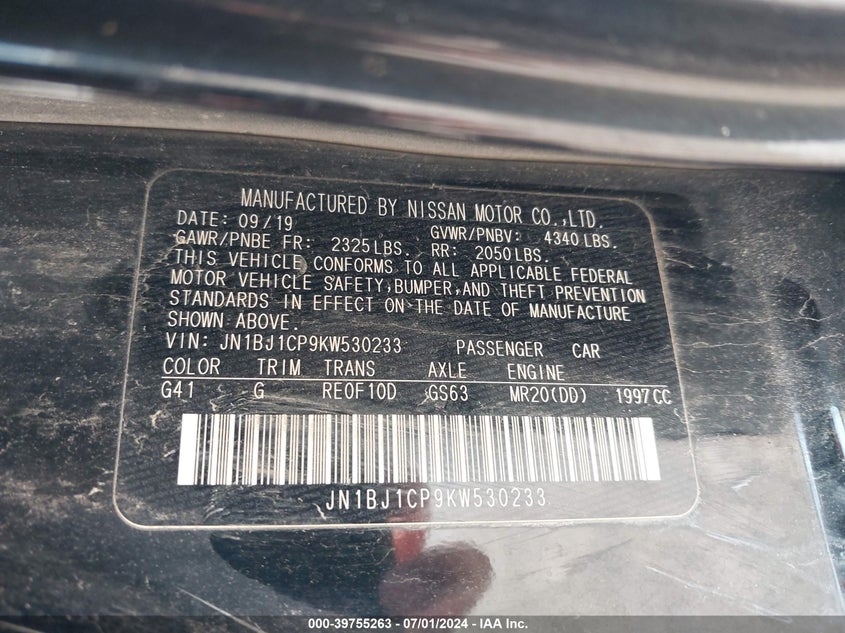 MANUFACTURED BY NISSAN MOTOR CO.,LTD.
DATE: 09/19 GVWR/PNBV: 4340 LBS.
GAWR/PNBE FR: 2325 LBS. RR: 2050 LBS.
THIS VEHICLE CONFORMS TO ALL APPLICABLE FEDERAL
MOTOR VEHICLE SAFETY, BUMPER, AND THEFT PREVENTION
STANDARDS IN EFFECT ON THE DATE OF MANUFACTURE
SHOWN ABOVE.
VIN: JN1BJ1CP9KW530233 PASSENGER CAR
COLOR TRIM TRANS AXLE ENGINE
G41 G RE0F10D GS63 MR20(DD) 1997CC
JN1BJ1CP9KW530233
000-39755263 - 07/01/2024 - IAA Inc.